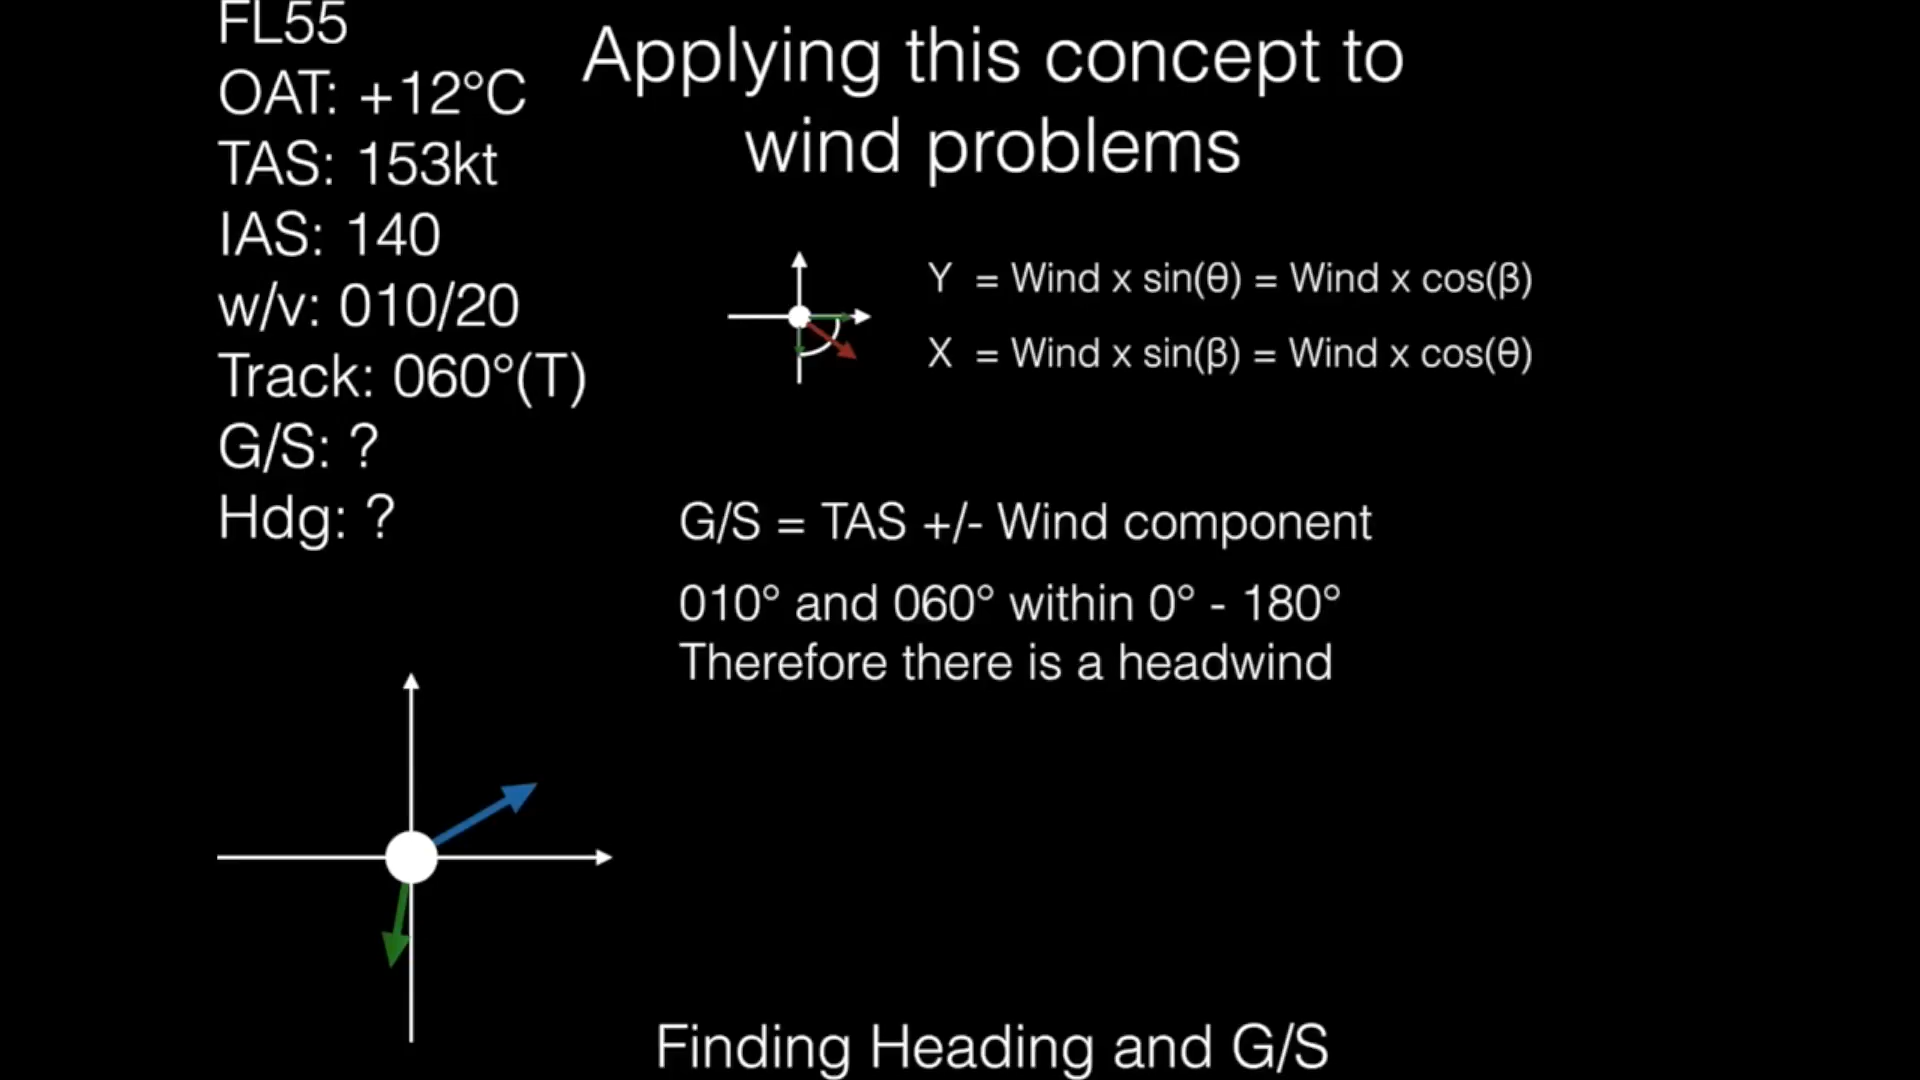 FL55
OAT: +12°C
TAS: 153kt
IAS: 140
w/v: 010/20
Track: 060°(T)
G/S: ?
Hdg: ?
Applying this concept to
wind problems
Y = Wind x sin(θ) = Wind x cos(β)
X = Wind x sin(β) = Wind x cos(θ)
G/S = TAS +/- Wind component
010° and 060° within 0° - 180°
Therefore there is a headwind
Finding Heading and G/S